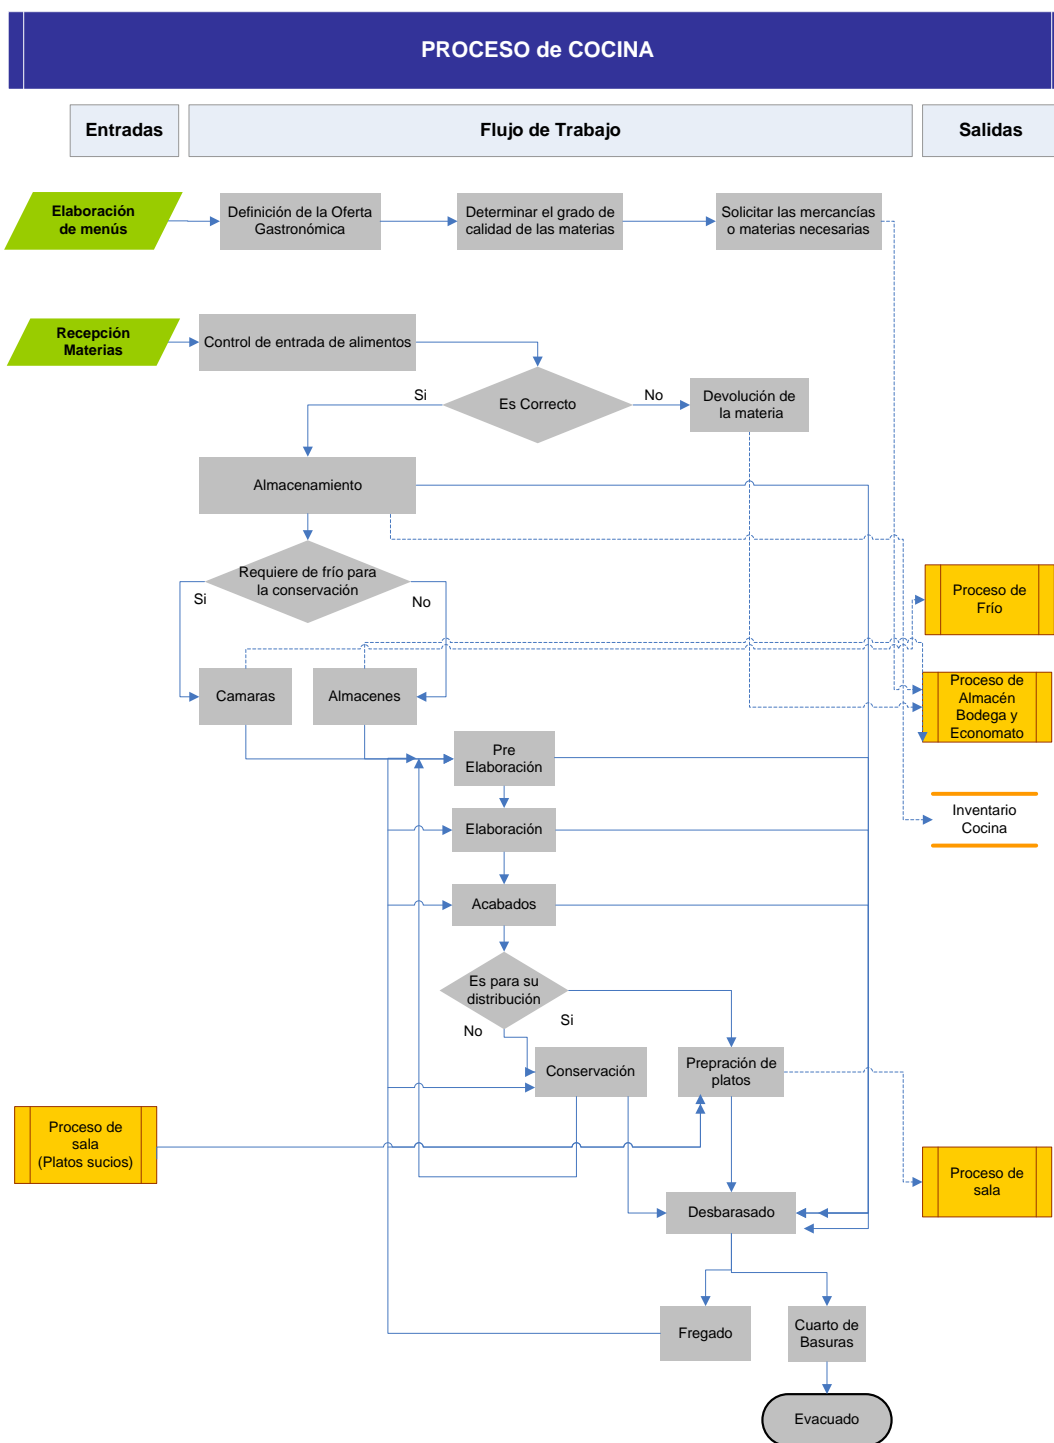 PROCESO de COCINA
Entradas
Flujo de Trabajo
Salidas
Elaboración
de menús
Definición de la Oferta
Gastronómica
Determinar el grado de
calidad de las materias
Solicitar las mercancías
o materias necesarias
Recepción
Materias
Control de entrada de alimentos
Si
Es Correcto
No
Devolución de
la materia
Almacenamiento
Requiere de frío para
la conservación
Si
No
Proceso de
Frío
Camaras
Almacenes
Proceso de
Almacén
Bodega y
Economato
Pre
Elaboración
Inventario
Cocina
Elaboración
Acabados
Es para su
distribución
No
Si
Conservación
Prepración de
platos
Proceso de
sala
(Platos sucios)
Proceso de
sala
Desbarasado
Fregado
Cuarto de
Basuras
Evacuado